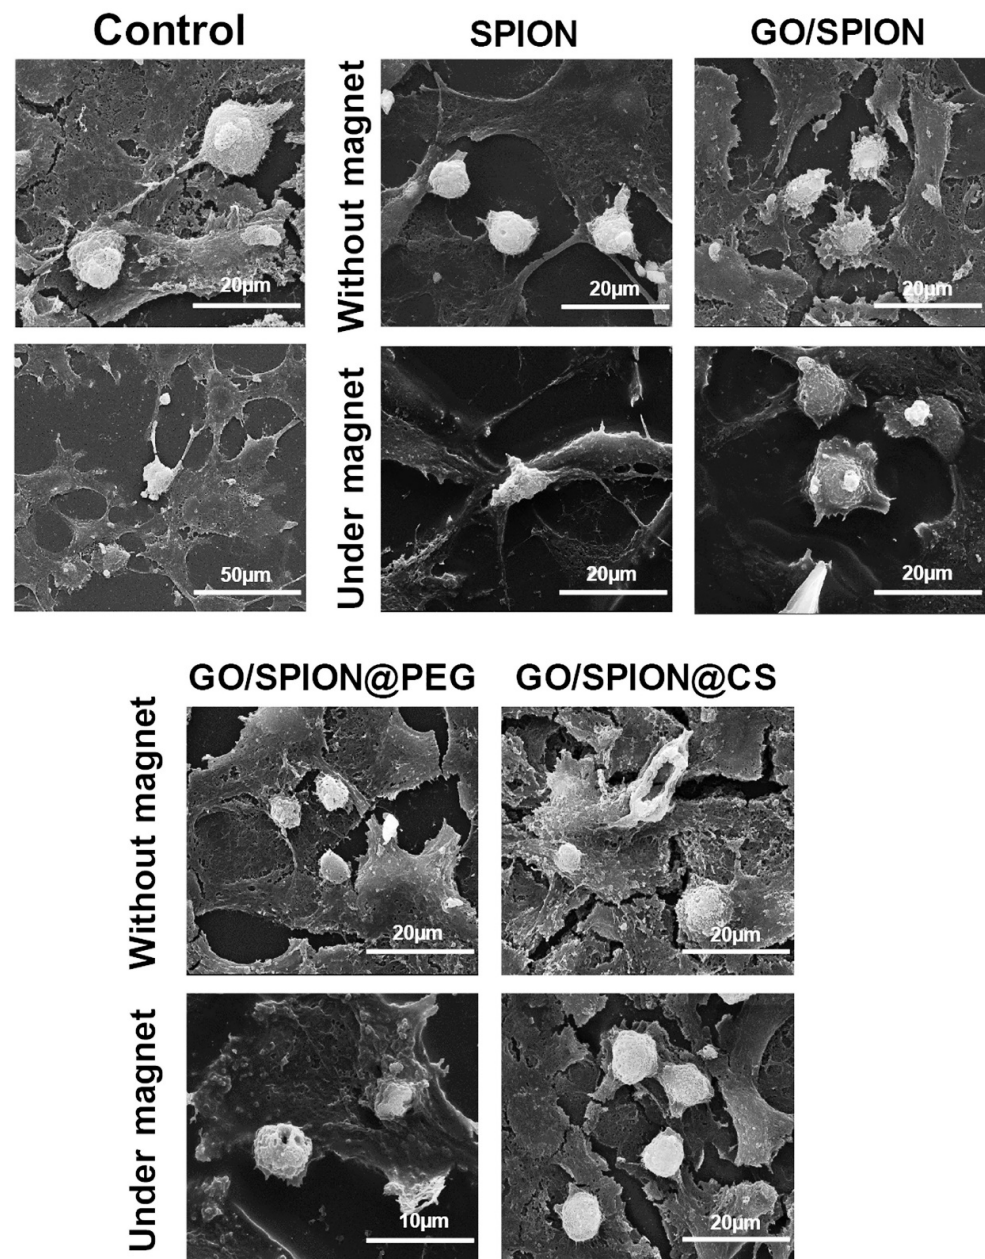 Control
SPION
GO/SPION
Without magnet
20µm
20µm
20µm
Under magnet
50µm
20µm
20µm
GO/SPION@PEG
GO/SPION@CS
Without magnet
20µm
20µm
Under magnet
10µm
20µm